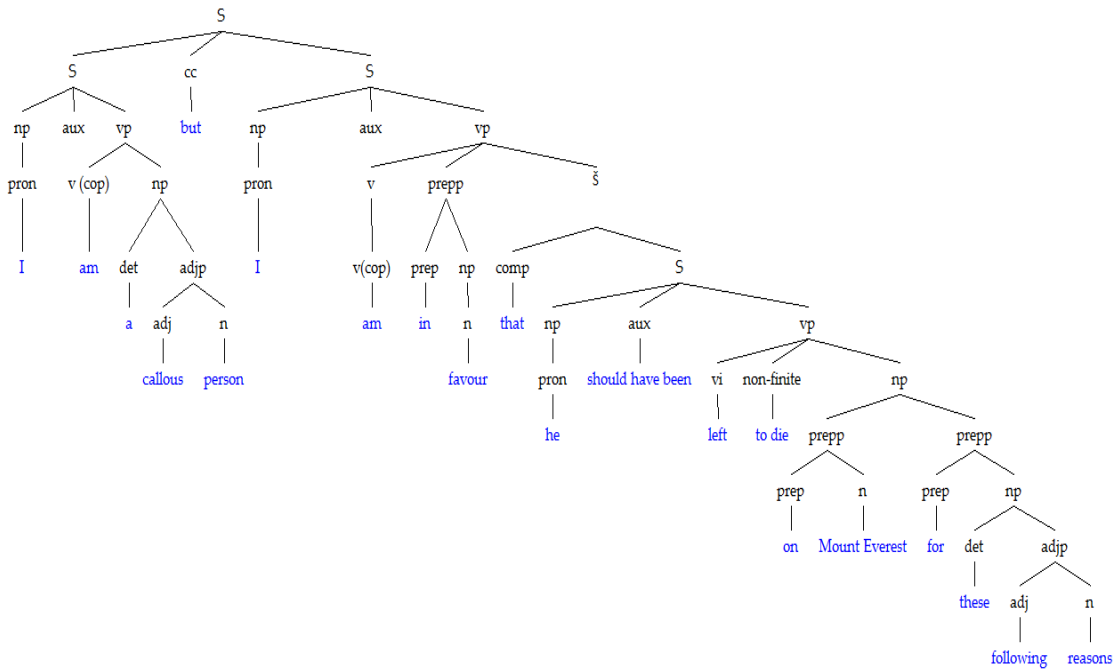 S
S cc S
np aux vp but np aux vp
pron v (cop) np pron v prepp š
I am det adjp I v(cop) prep np comp S
a adj n am in n that np aux vp
callous person favour pron should have been vi non-finite np
he left to die prepp prepp
prep n prep np
on Mount Everest for det adjp
these adj n
following reasons